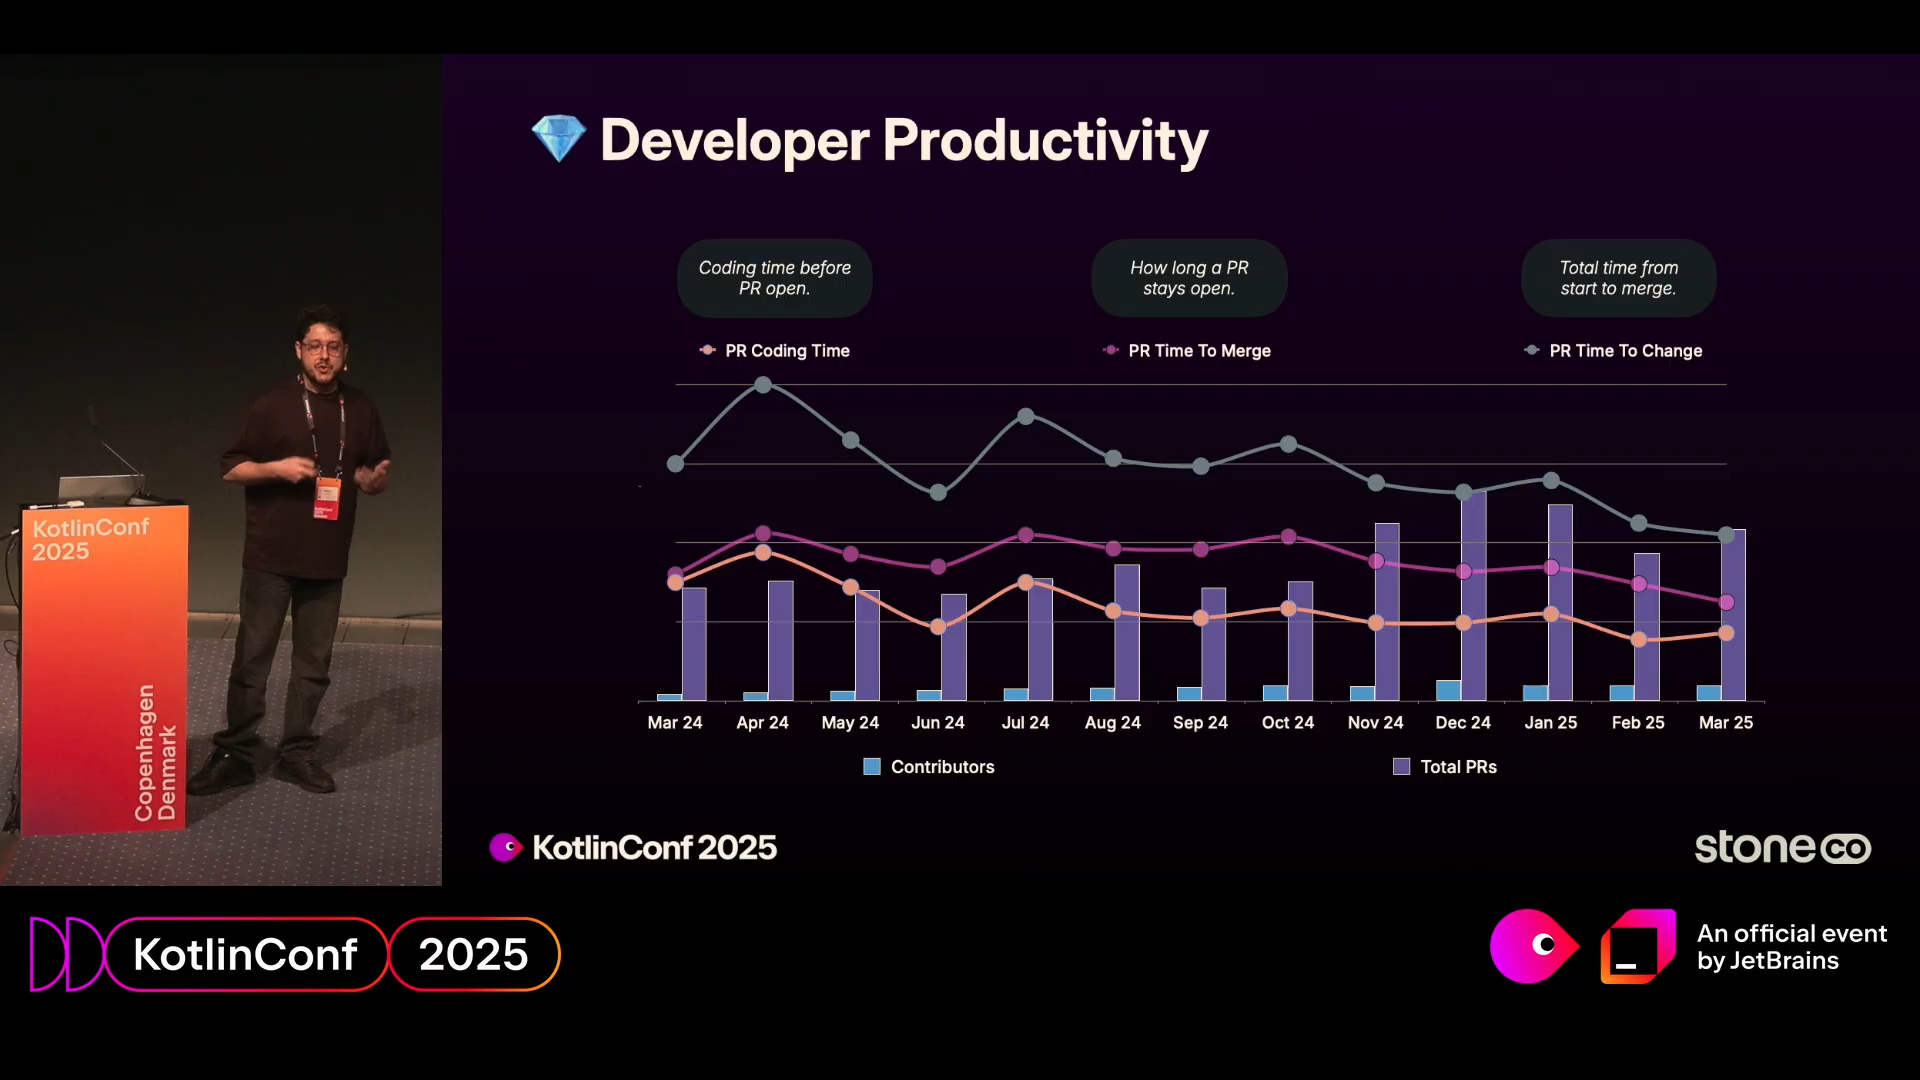 💎 Developer Productivity
Coding time before
PR open.
How long a PR
stays open.
Total time from
start to merge.
PR Coding Time
PR Time To Merge
PR Time To Change
Mar 24
Apr 24
May 24
Jun 24
Jul 24
Aug 24
Sep 24
Oct 24
Nov 24
Dec 24
Jan 25
Feb 25
Mar 25
Contributors
Total PRs
KotlinConf 2025
stone co
KotlinConf
2025
Copenhagen
Denmark
KotlinConf
2025
An official event
by JetBrains